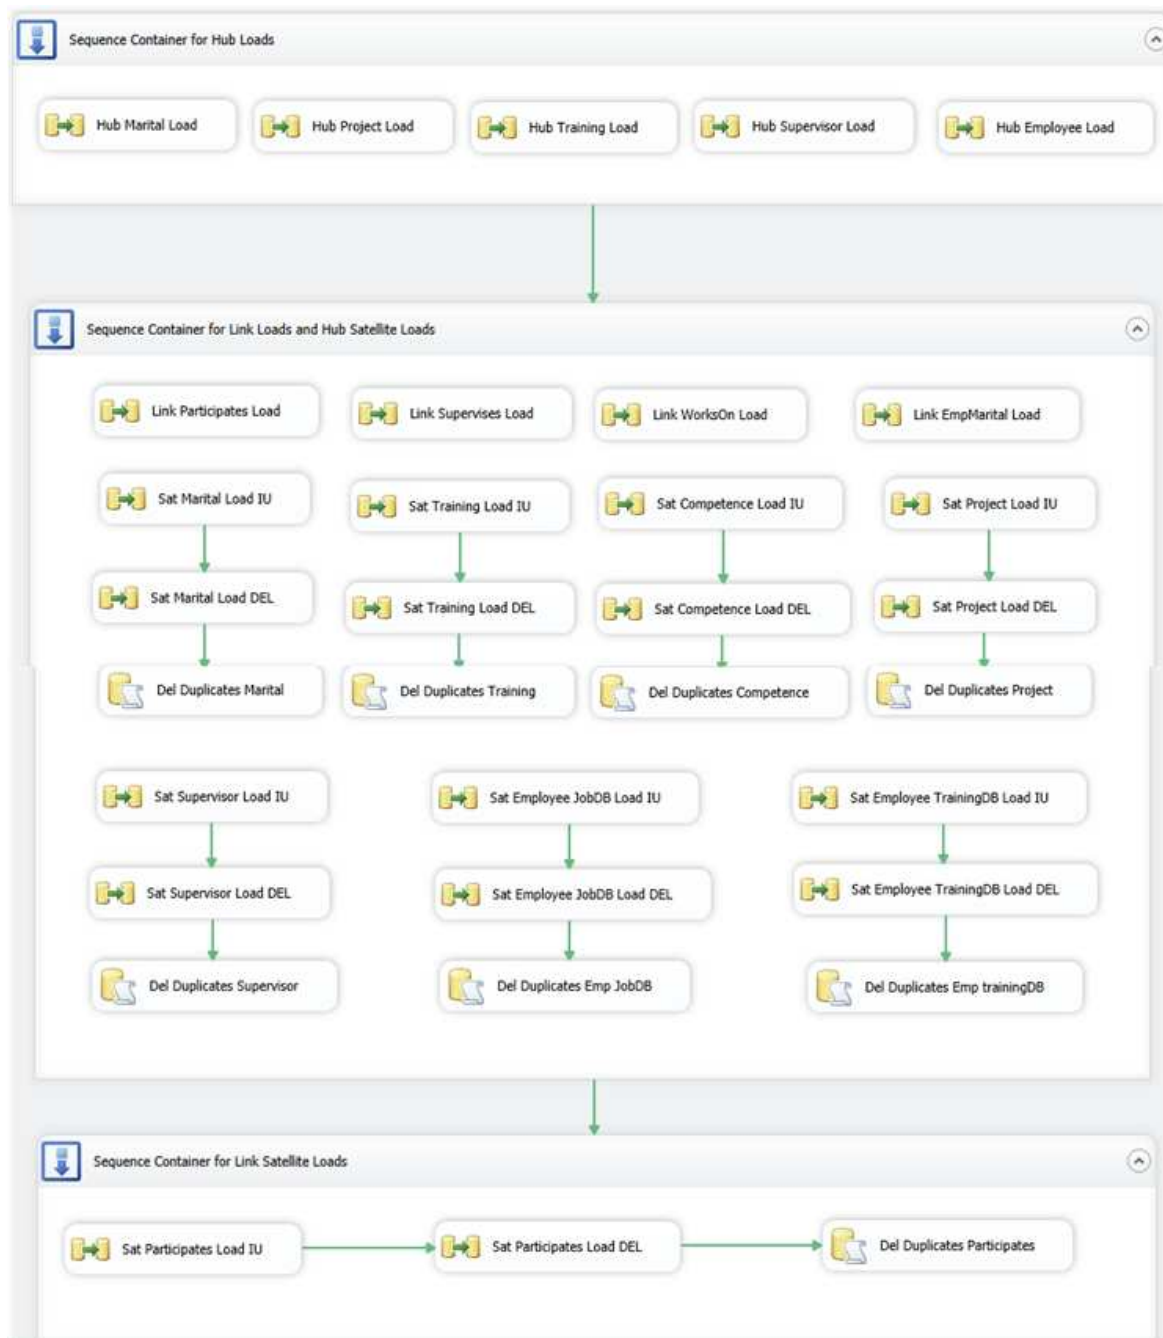 Sequence Container for Hub Loads
Hub Marital Load
Hub Project Load
Hub Training Load
Hub Supervisor Load
Hub Employee Load
Sequence Container for Link Loads and Hub Satellite Loads
Link Participates Load
Link Supervises Load
Link WorksOn Load
Link EmpMarital Load
Sat Marital Load IU
Sat Training Load IU
Sat Competence Load IU
Sat Project Load IU
Sat Marital Load DEL
Sat Training Load DEL
Sat Competence Load DEL
Sat Project Load DEL
Del Duplicates Marital
Del Duplicates Training
Del Duplicates Competence
Del Duplicates Project
Sat Supervisor Load IU
Sat Employee JobDB Load IU
Sat Employee TrainingDB Load IU
Sat Supervisor Load DEL
Sat Employee JobDB Load DEL
Sat Employee TrainingDB Load DEL
Del Duplicates Supervisor
Del Duplicates Emp JobDB
Del Duplicates Emp trainingDB
Sequence Container for Link Satellite Loads
Sat Participates Load IU
Sat Participates Load DEL
Del Duplicates Participates